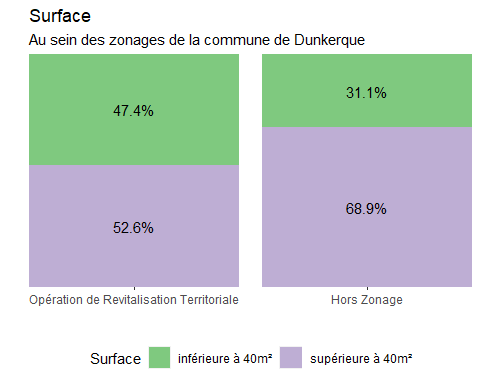 Surface
Au sein des zonages de la commune de Dunkerque
47.4%
31.1%
52.6%
68.9%
Opération de Revitalisation Territoriale
Hors Zonage
Surface
inférieure à 40m²
supérieure à 40m²